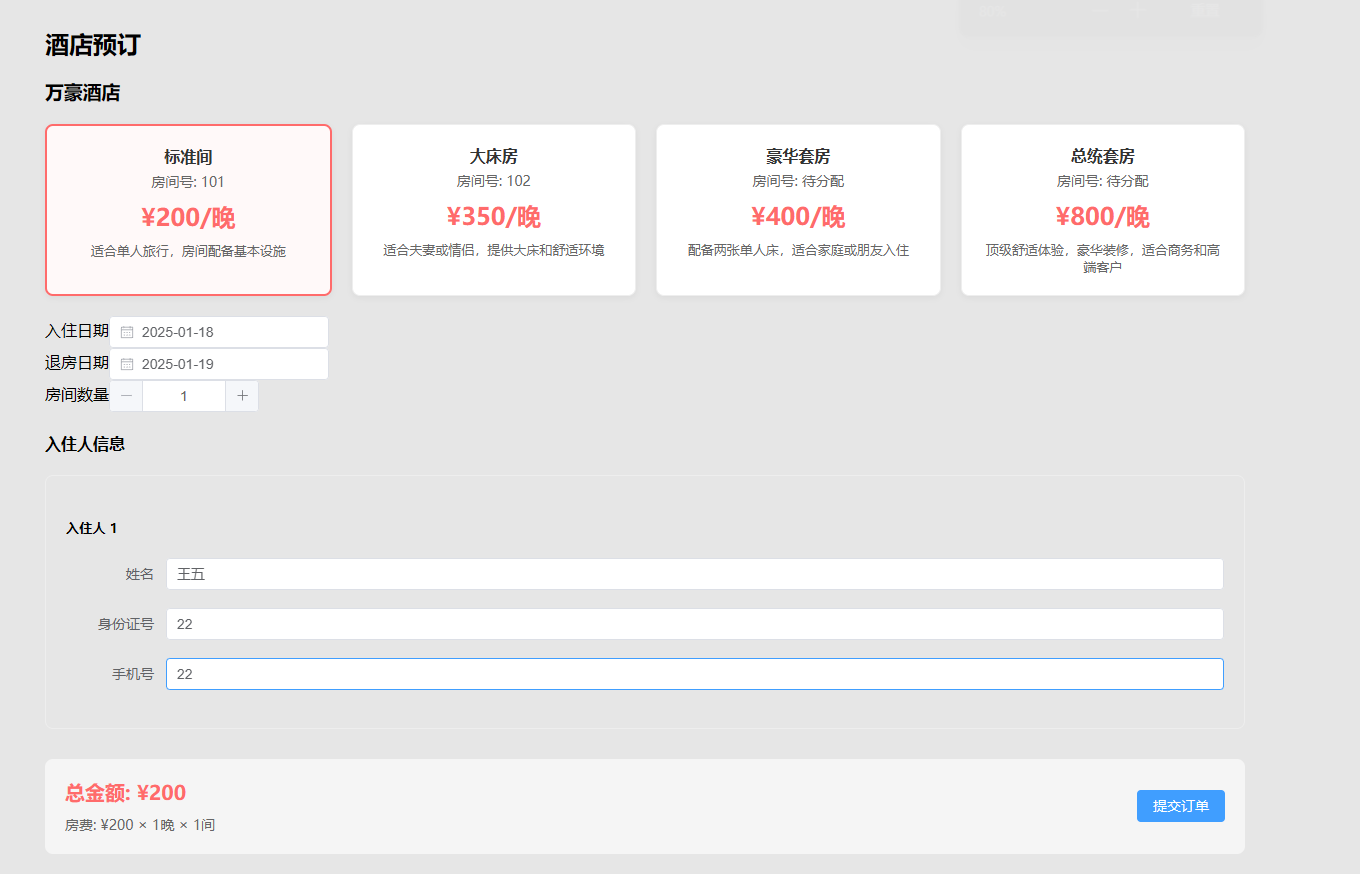 酒店预订
万豪酒店
标准间
房间号: 101
¥200/晚
适合单人旅行，房间配备基本设施
大床房
房间号: 102
¥350/晚
适合夫妻或情侣，提供大床和舒适环境
豪华套房
房间号: 待分配
¥400/晚
配备两张单人床，适合家庭或朋友入住
总统套房
房间号: 待分配
¥800/晚
顶级舒适体验，豪华装修，适合商务和高
端客户
入住日期 2025-01-18
退房日期 2025-01-19
房间数量 － 1 ＋
入住人信息
入住人 1
姓名 王五
身份证号 22
手机号 22
总金额: ¥200
房费: ¥200 × 1晚 × 1间
提交订单